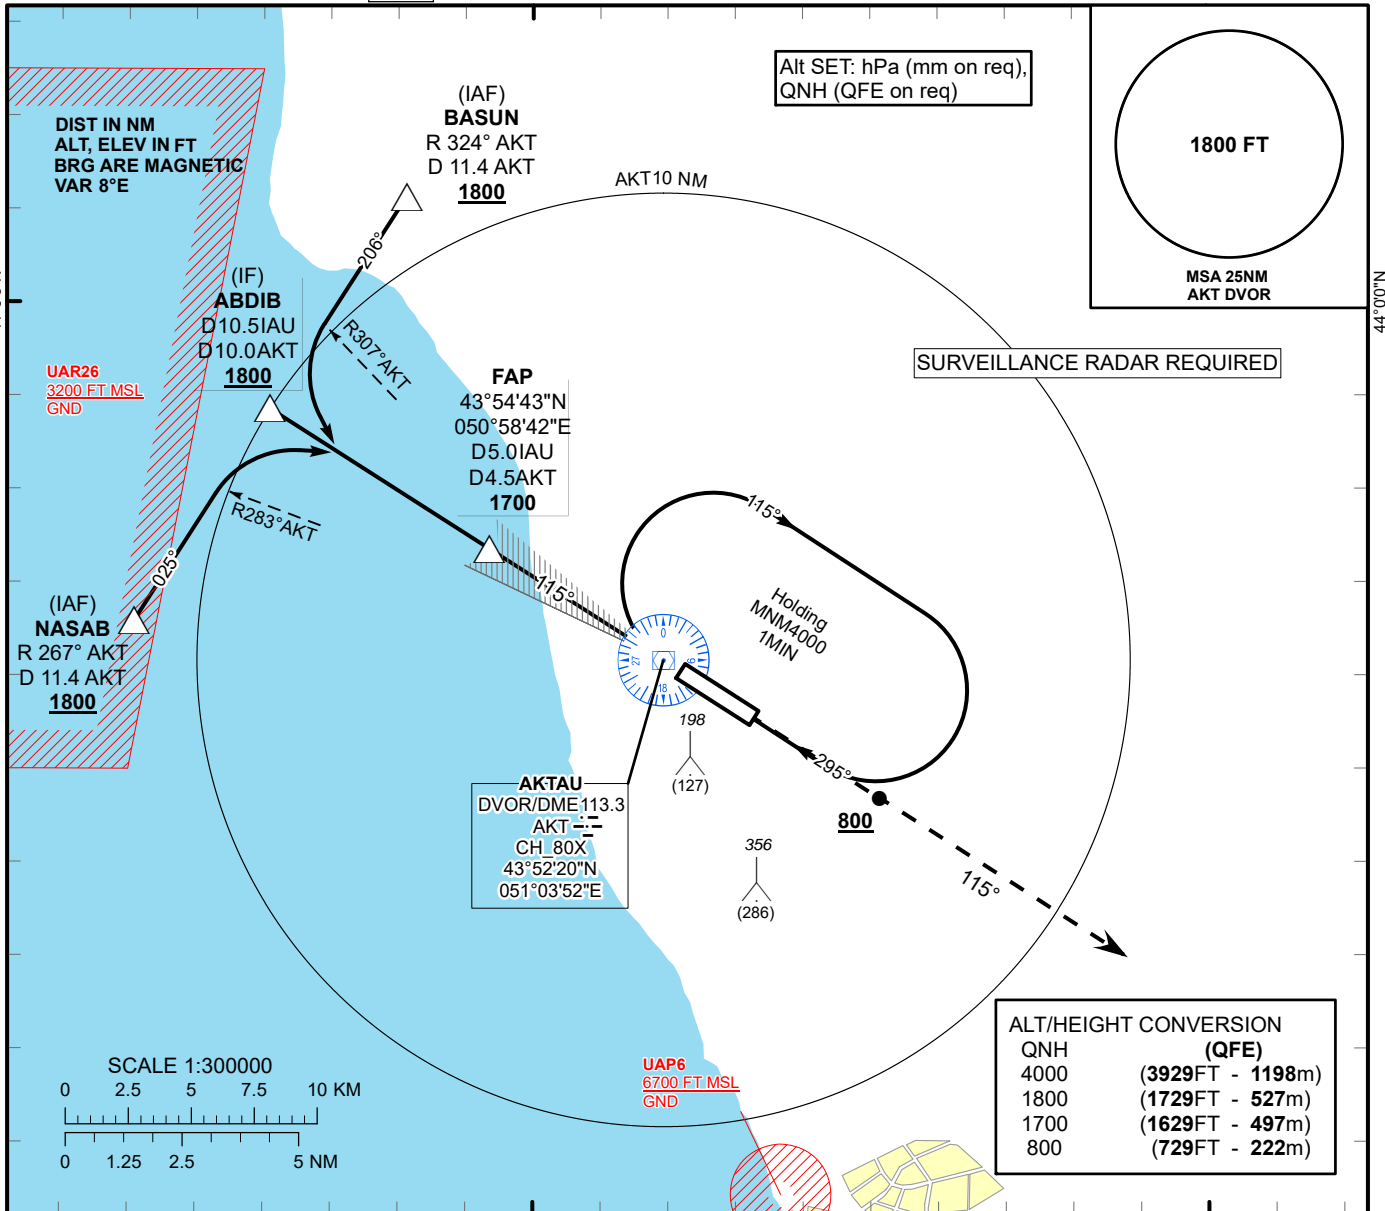 Alt SET: hPa (mm on req),
QNH (QFE on req)
1800 FT
MSA 25NM
AKT DVOR
44°0'0"N
DIST IN NM
ALT, ELEV IN FT
BRG ARE MAGNETIC
VAR 8°E
(IAF)
BASUN
R 324° AKT
D 11.4 AKT
1800
AKT10 NM
206°
(IF)
ABDIB
D10.5IAU
D10.0AKT
1800
R307°AKT
SURVEILLANCE RADAR REQUIRED
UAR26
3200 FT MSL
GND
FAP
43°54'43"N
050°58'42"E
D5.0IAU
D4.5AKT
1700
R283°AKT
025°
115°
115°
Holding
MNM4000
1MIN
(IAF)
NASAB
R 267° AKT
D 11.4 AKT
1800
0
27
9
18
198
(127)
295°
800
356
(286)
115°
AKTAU
DVOR/DME 113.3
AKT
CH 80X
43°52'20"N
051°03'52"E
SCALE 1:300000
0 2.5 5 7.5 10 KM
0 1.25 2.5 5 NM
UAP6
6700 FT MSL
GND
ALT/HEIGHT CONVERSION
QNH (QFE)
4000 (3929FT - 1198m)
1800 (1729FT - 527m)
1700 (1629FT - 497m)
800 (729FT - 222m)